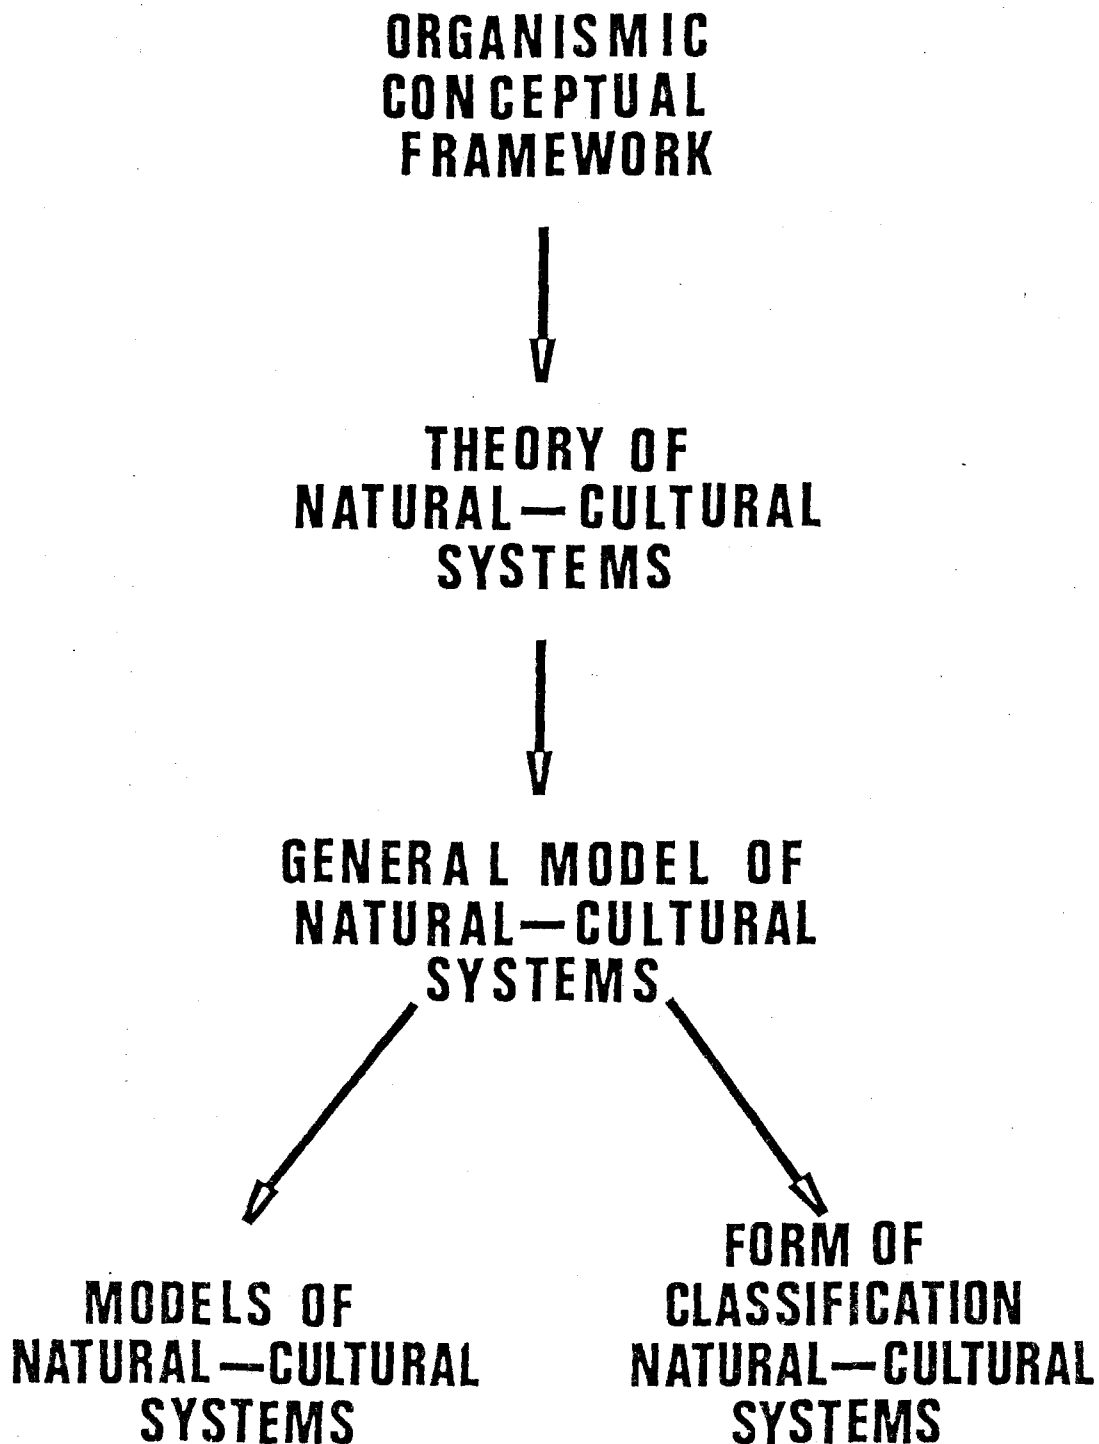 ORGANISMIC
CONCEPTUAL
FRAMEWORK
THEORY OF
NATURAL—CULTURAL
SYSTEMS
GENERAL MODEL OF
NATURAL—CULTURAL
SYSTEMS
MODELS OF
NATURAL—CULTURAL
SYSTEMS
FORM OF
CLASSIFICATION
NATURAL—CULTURAL
SYSTEMS